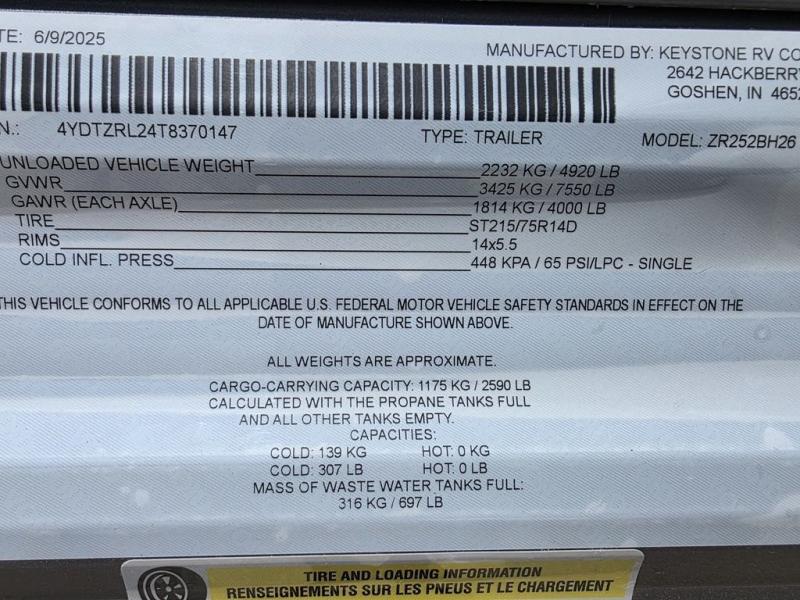 TE: 6/9/2025
MANUFACTURED BY: KEYSTONE RV CO
2642 HACKBERRY
GOSHEN, IN 4652
N.: 4YDTZRL24T8370147 TYPE: TRAILER MODEL: ZR252BH26
UNLOADED VEHICLE WEIGHT 2232 KG / 4920 LB
GVWR 3425 KG / 7550 LB
GAWR (EACH AXLE) 1814 KG / 4000 LB
TIRE ST215/75R14D
RIMS 14x5.5
COLD INFL. PRESS 448 KPA / 65 PSI/LPC - SINGLE
THIS VEHICLE CONFORMS TO ALL APPLICABLE U.S. FEDERAL MOTOR VEHICLE SAFETY STANDARDS IN EFFECT ON THE
DATE OF MANUFACTURE SHOWN ABOVE.
ALL WEIGHTS ARE APPROXIMATE.
CARGO-CARRYING CAPACITY: 1175 KG / 2590 LB
CALCULATED WITH THE PROPANE TANKS FULL
AND ALL OTHER TANKS EMPTY.
CAPACITIES:
COLD: 139 KG HOT: 0 KG
COLD: 307 LB HOT: 0 LB
MASS OF WASTE WATER TANKS FULL:
316 KG / 697 LB
TIRE AND LOADING INFORMATION
RENSEIGNEMENTS SUR LES PNEUS ET LE CHARGEMENT